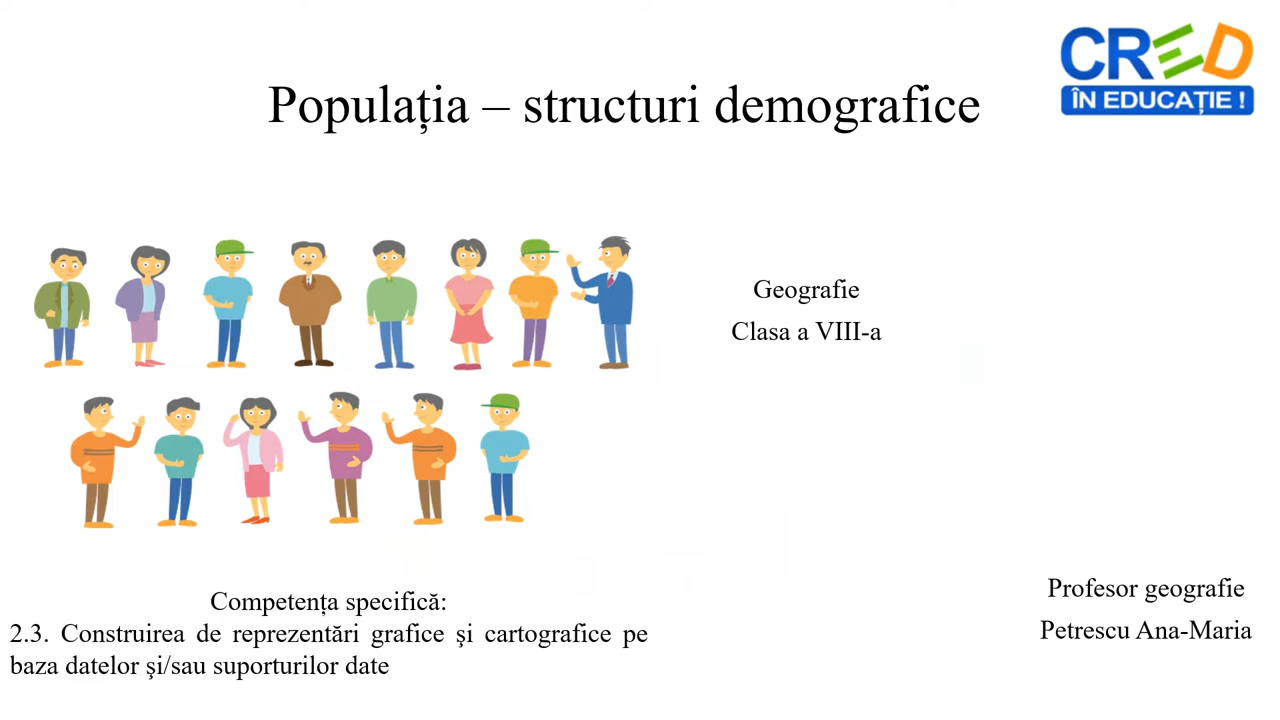 CRED
ÎN EDUCAȚIE !
Populația – structuri demografice
Geografie
Clasa a VIII-a
Competența specifică:
2.3. Construirea de reprezentări grafice şi cartografice pe
baza datelor şi/sau suporturilor date
Profesor geografie
Petrescu Ana-Maria